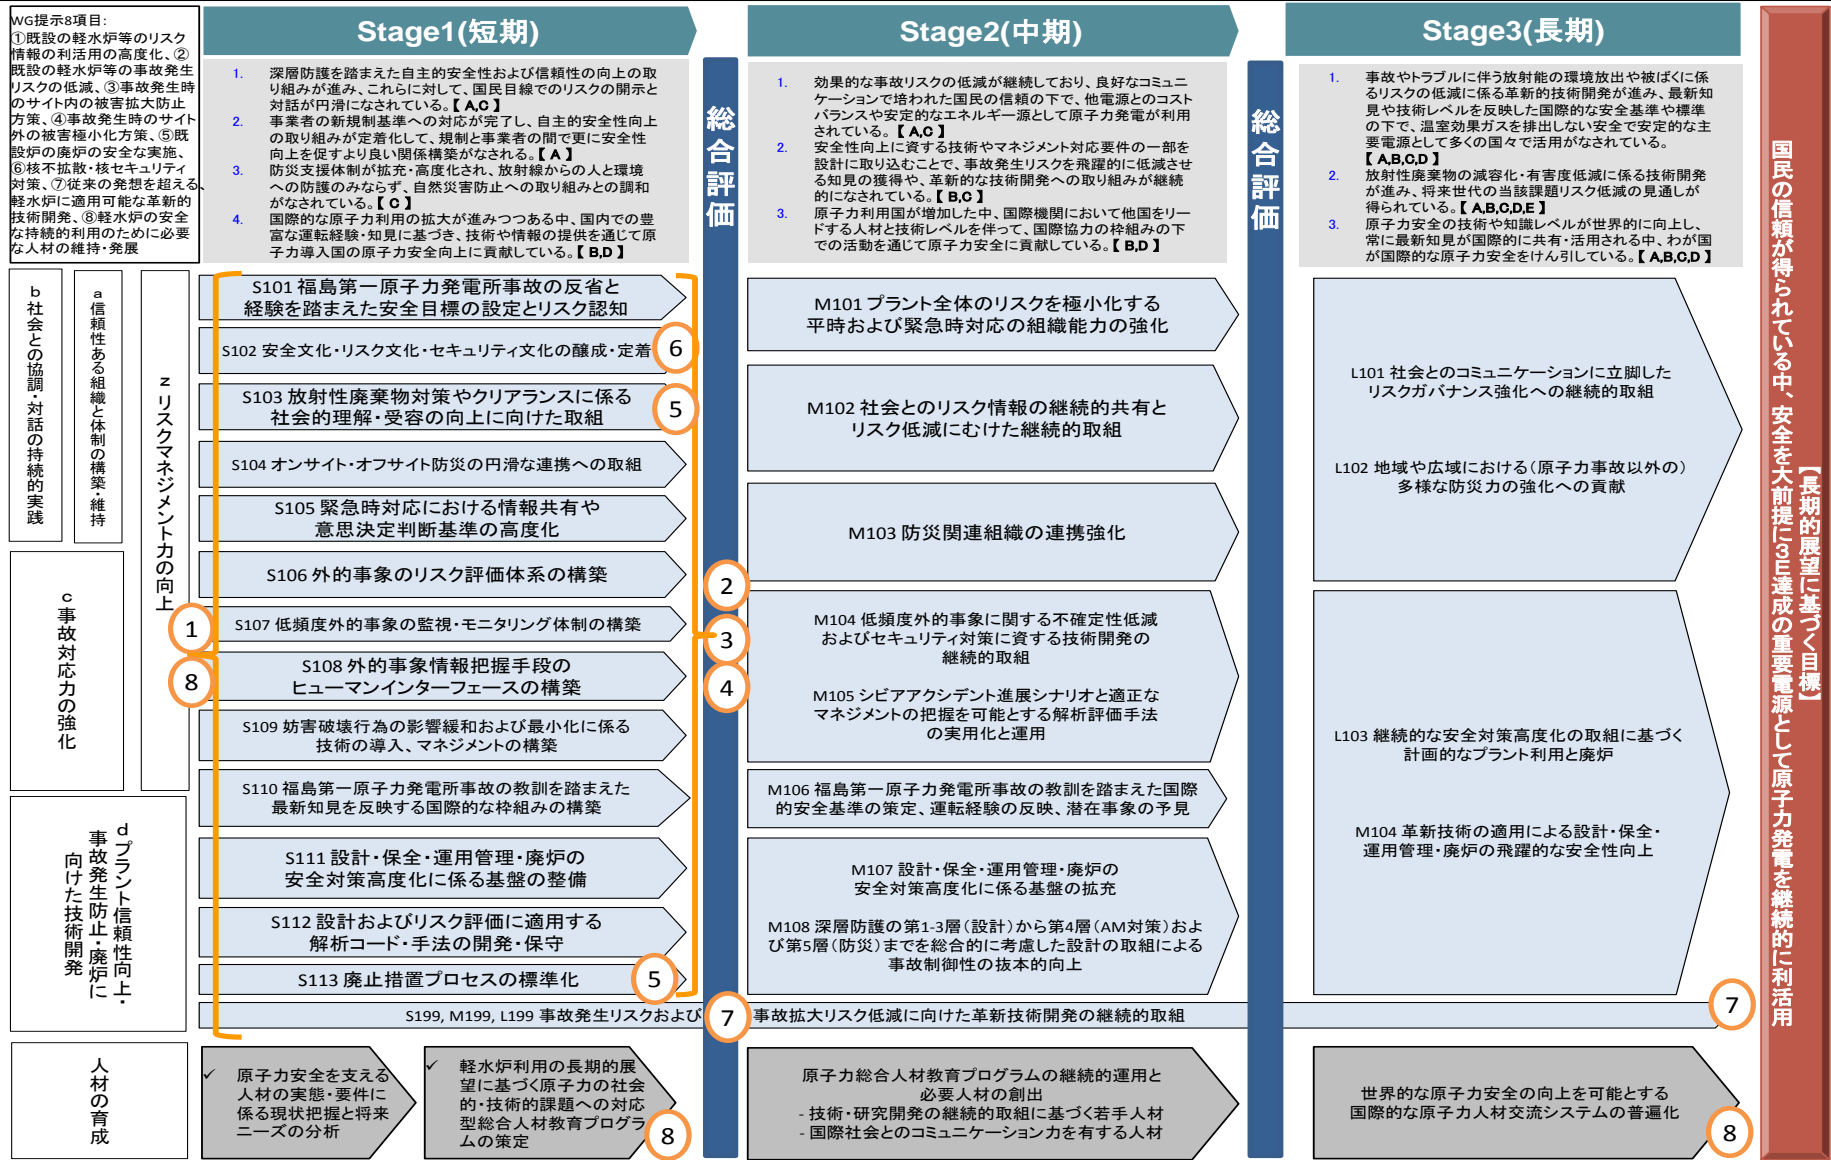 WG提示8項目:
①既設の軽水炉等のリスク
情報の利活用の高度化、②
既設の軽水炉等の事故発生
リスクの低減、③事故発生時
のサイト内の被害拡大防止
方策、④事故発生時のサイト
外の被害極小化方策、⑤既
設炉の廃炉の安全な実施、
⑥核不拡散・核セキュリティ
対策、⑦従来の発想を超える、
軽水炉に適用可能な革新的
技術開発、⑧軽水炉の安全
な持続的利用のために必要
な人材の維持・発展
Stage1(短期)
1. 深層防護を踏まえた自主的安全性および信頼性の向上の取
り組みが進み、これらに対して、国民目線でのリスクの開示と
対話が円滑になされている。【 A,C 】
2. 事業者の新規制基準への対応が完了し、自主的安全性向上
の取り組みが定着化して、規制と事業者の間で更に安全性
向上を促すより良い関係構築がなされる。【 A 】
3. 防災支援体制が拡充・高度化され、放射線からの人と環境
への防護のみならず、自然災害防止への取り組みとの調和
がなされている。【 C 】
4. 国際的な原子力利用の拡大が進みつつある中、国内での豊
富な運転経験・知見に基づき、技術や情報の提供を通じて原
子力導入国の原子力安全向上に貢献している。【 B,D 】
総合評価
Stage2(中期)
1. 効果的な事故リスクの低減が継続しており、良好なコミュニ
ケーションで培われた国民の信頼の下で、他電源とのコスト
バランスや安定的なエネルギー源として原子力発電が利用
されている。【 A,C 】
2. 安全性向上に資する技術やマネジメント対応要件の一部を
設計に取り込むことで、事故発生リスクを飛躍的に低減させ
る知見の獲得や、革新的な技術開発への取り組みが継続
的になされている。【 B,C 】
3. 原子力利用国が増加した中、国際機関において他国をリー
ドする人材と技術レベルを伴って、国際協力の枠組みの下
での活動を通じて原子力安全に貢献している。【 B,D 】
総合評価
Stage3(長期)
1. 事故やトラブルに伴う放射能の環境放出や被ばくに係
るリスクの低減に係る革新的技術開発が進み、最新知
見や技術レベルを反映した国際的な安全基準や標準
の下で、温室効果ガスを排出しない安全で安定的な主
要電源として多くの国々で活用がなされている。
【 A,B,C,D 】
2. 放射性廃棄物の減容化・有害度低減に係る技術開発
が進み、将来世代の当該課題リスク低減の見通しが
得られている。【 A,B,C,D,E 】
3. 原子力安全の技術や知識レベルが世界的に向上し、
常に最新知見が国際的に共有・活用される中、わが国
が国際的な原子力安全をけん引している。【 A,B,C,D 】
【長期的展望に基づく目標】
国民の信頼が得られている中、安全を大前提に3E達成の重要電源として原子力発電を継続的に利活用
b 社会との協調・対話の持続的実践
a 信頼性ある組織と体制の構築・維持
z リスクマネジメント力の向上
c 事故対応力の強化
d プラント信頼性向上・
事故発生防止・廃炉に
向けた技術開発
人材の育成
S101 福島第一原子力発電所事故の反省と
経験を踏まえた安全目標の設定とリスク認知
S102 安全文化・リスク文化・セキュリティ文化の醸成・定着
6
S103 放射性廃棄物対策やクリアランスに係る
社会的理解・受容の向上に向けた取組
5
S104 オンサイト・オフサイト防災の円滑な連携への取組
S105 緊急時対応における情報共有や
意思決定判断基準の高度化
S106 外的事象のリスク評価体系の構築
1
S107 低頻度外的事象の監視・モニタリング体制の構築
8
S108 外的事象情報把握手段の
ヒューマンインターフェースの構築
S109 妨害破壊行為の影響緩和および最小化に係る
技術の導入、マネジメントの構築
S110 福島第一原子力発電所事故の教訓を踏まえた
最新知見を反映する国際的な枠組みの構築
S111 設計・保全・運用管理・廃炉の
安全対策高度化に係る基盤の整備
S112 設計およびリスク評価に適用する
解析コード・手法の開発・保守
S113 廃止措置プロセスの標準化
5
2
3
4
M101 プラント全体のリスクを極小化する
平時および緊急時対応の組織能力の強化
M102 社会とのリスク情報の継続的共有と
リスク低減にむけた継続的取組
M103 防災関連組織の連携強化
M104 低頻度外的事象に関する不確定性低減
およびセキュリティ対策に資する技術開発の
継続的取組
M105 シビアアクシデント進展シナリオと適正な
マネジメントの把握を可能とする解析評価手法
の実用化と運用
M106 福島第一原子力発電所事故の教訓を踏まえた国際
的安全基準の策定、運転経験の反映、潜在事象の予見
M107 設計・保全・運用管理・廃炉の
安全対策高度化に係る基盤の拡充
M108 深層防護の第1-3層（設計）から第4層（AM対策）およ
び第5層（防災）までを総合的に考慮した設計の取組による
事故制御性の抜本的向上
L101 社会とのコミュニケーションに立脚した
リスクガバナンス強化への継続的取組
L102 地域や広域における（原子力事故以外の）
多様な防災力の強化への貢献
L103 継続的な安全対策高度化の取組に基づく
計画的なプラント利用と廃炉
M104 革新技術の適用による設計・保全・
運用管理・廃炉の飛躍的な安全性向上
S199, M199, L199 事故発生リスクおよび 7 事故拡大リスク低減に向けた革新技術開発の継続的取組
7
✓ 原子力安全を支える
人材の実態・要件に
係る現状把握と将来
ニーズの分析
✓ 軽水炉利用の長期的展
望に基づく原子力の社会
的・技術的課題への対応
型総合人材教育プログラ
ムの策定
8
原子力総合人材教育プログラムの継続的運用と
必要人材の創出
- 技術・研究開発の継続的取組に基づく若手人材
- 国際社会とのコミュニケーション力を有する人材
世界的な原子力安全の向上を可能とする
国際的な原子力人材交流システムの普遍化
8